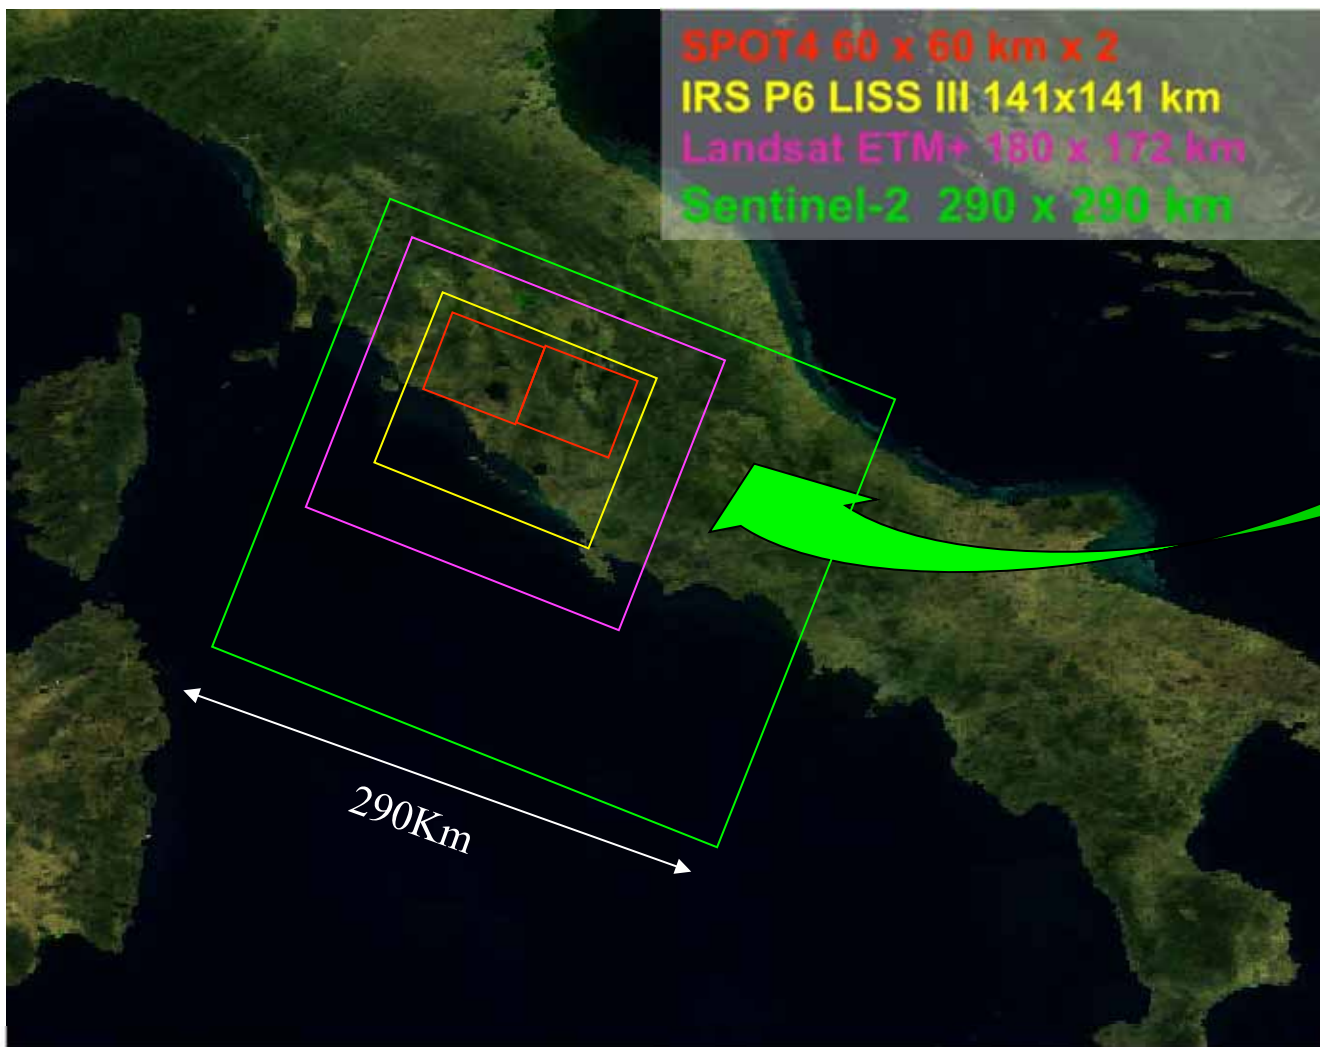 SPOT4 60 x 60 km x 2
IRS P6 LISS III 141x141 km
Landsat ETM+ 180 x 172 km
Sentinel-2 290 x 290 km
290Km